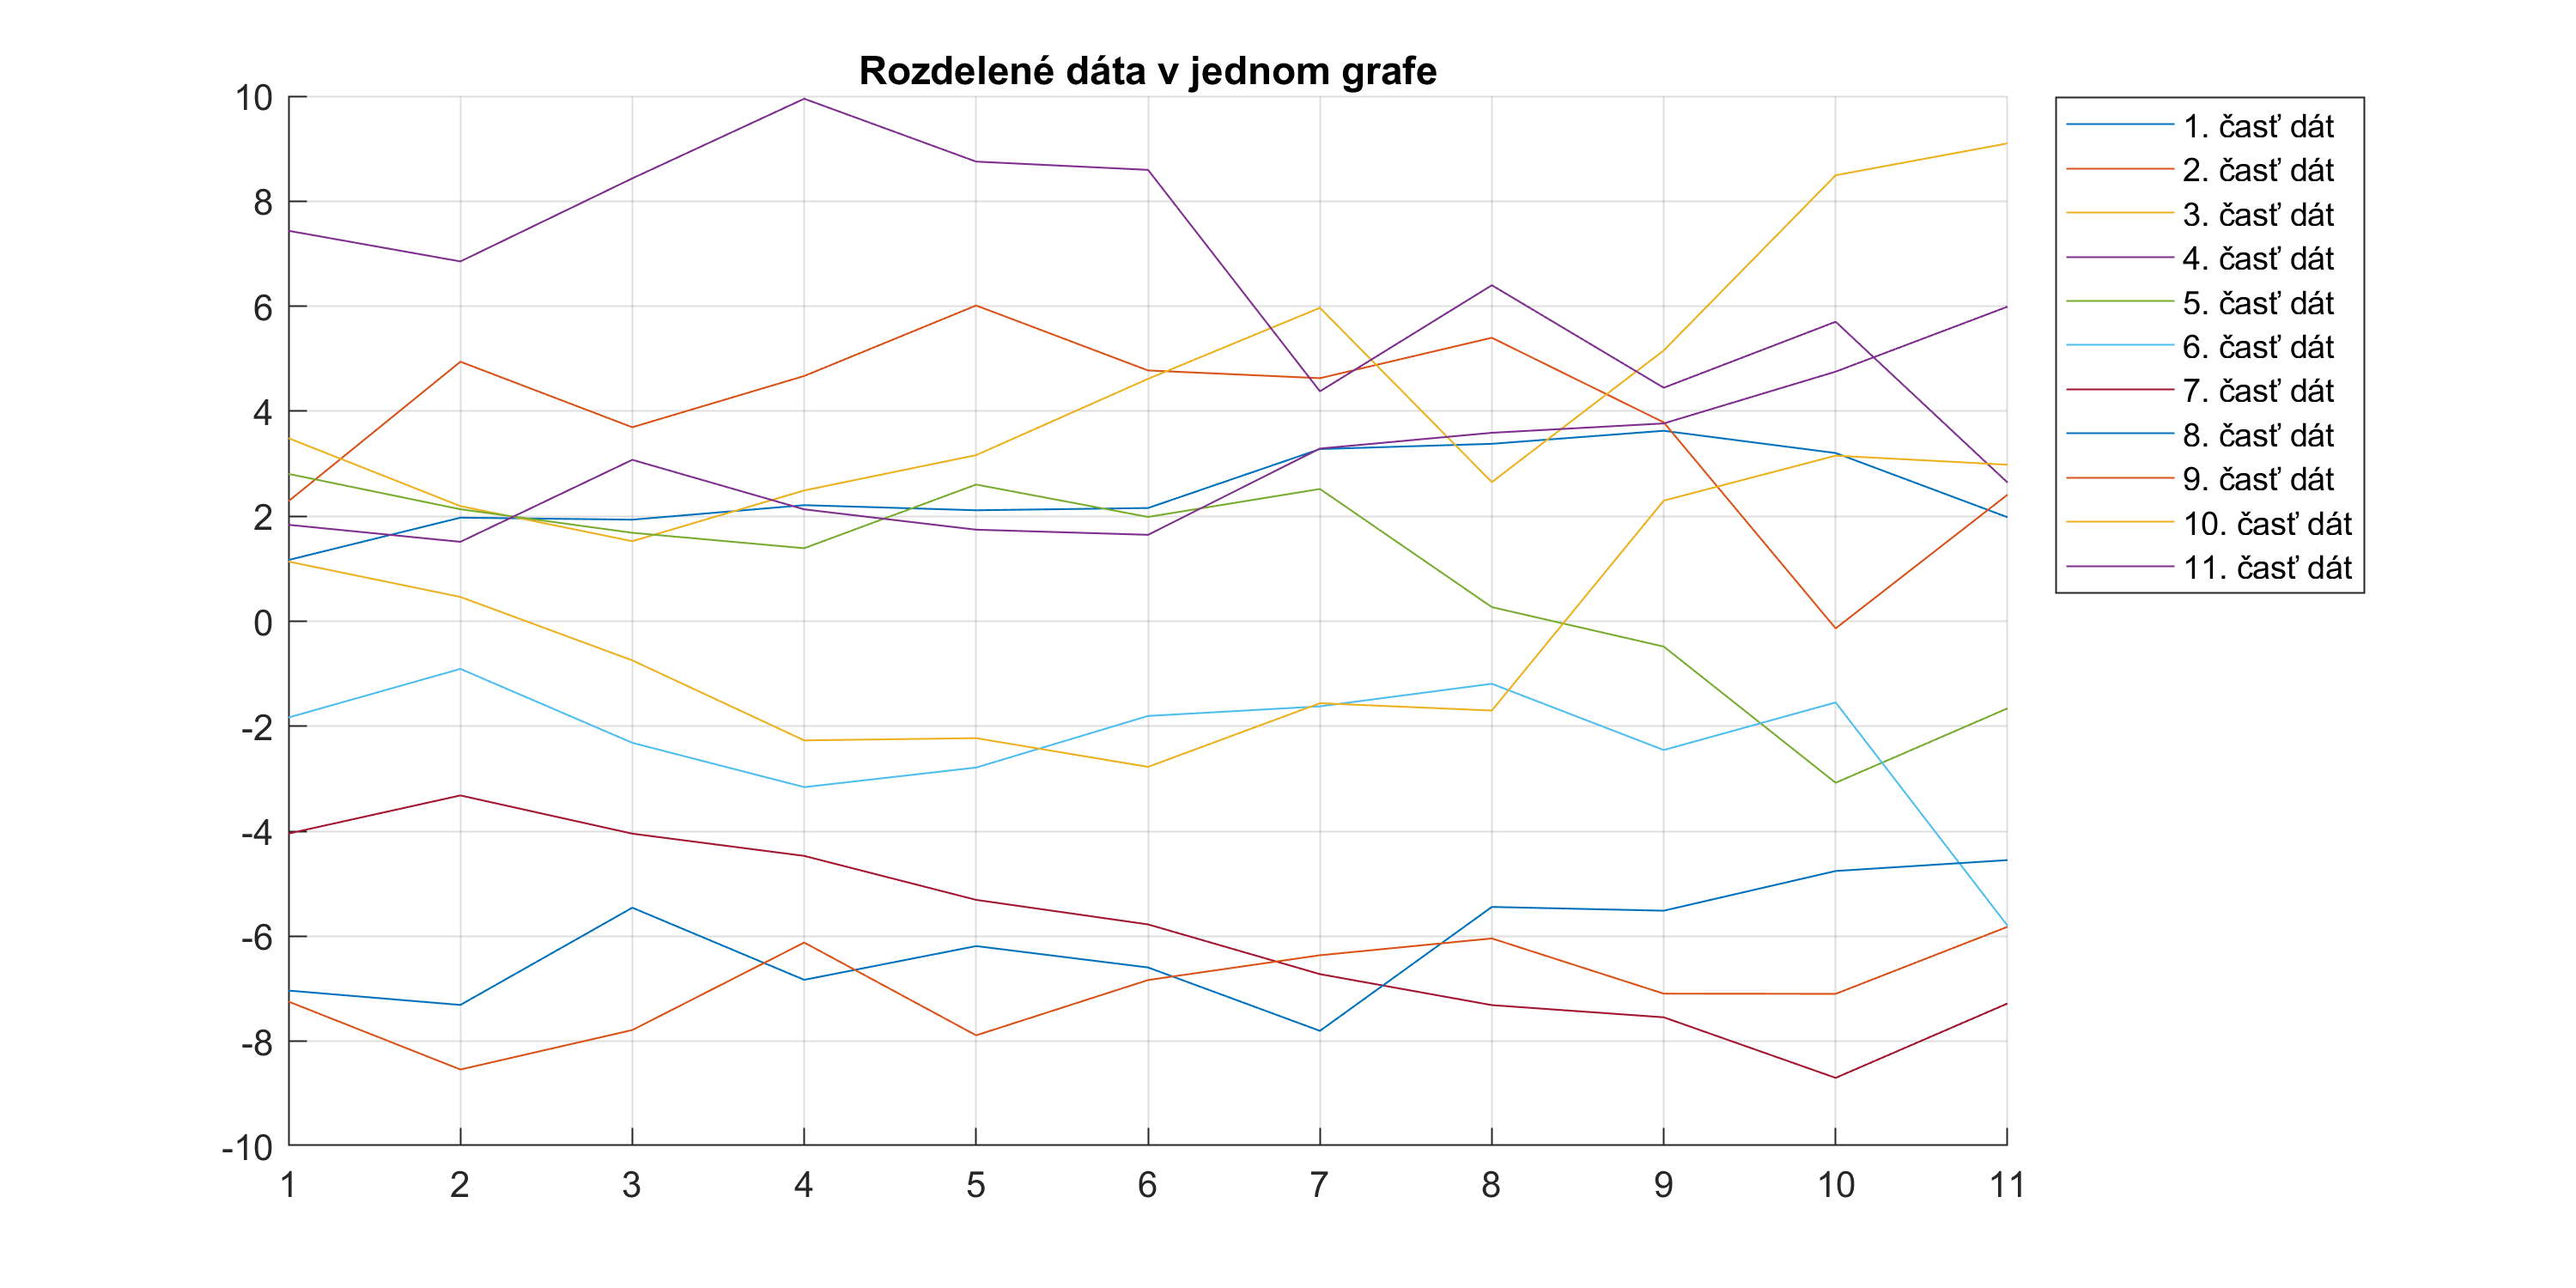 Rozdelené dáta v jednom grafe
10
8
6
4
2
0
-2
-4
-6
-8
-10
1 2 3 4 5 6 7 8 9 10 11
1. časť dát
2. časť dát
3. časť dát
4. časť dát
5. časť dát
6. časť dát
7. časť dát
8. časť dát
9. časť dát
10. časť dát
11. časť dát